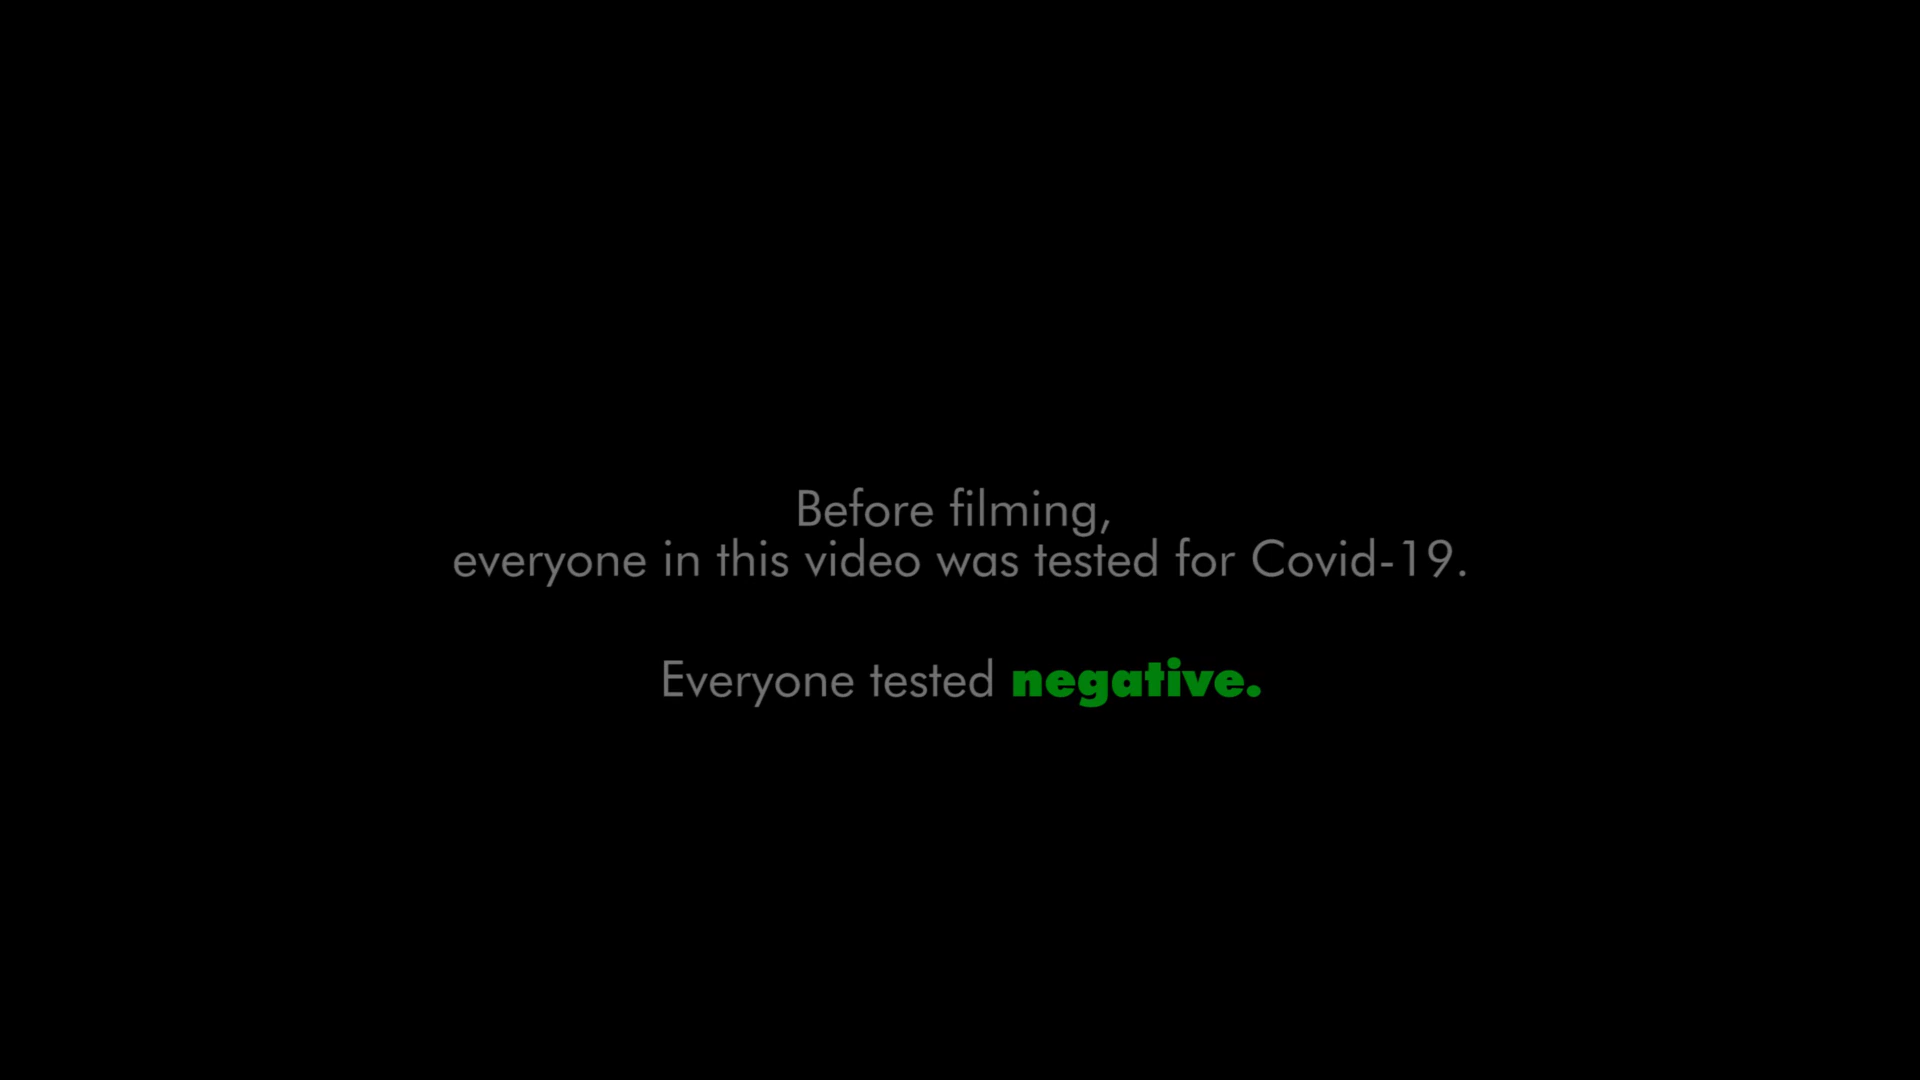 Before filming,
everyone in this video was tested for Covid-19.
Everyone tested negative.